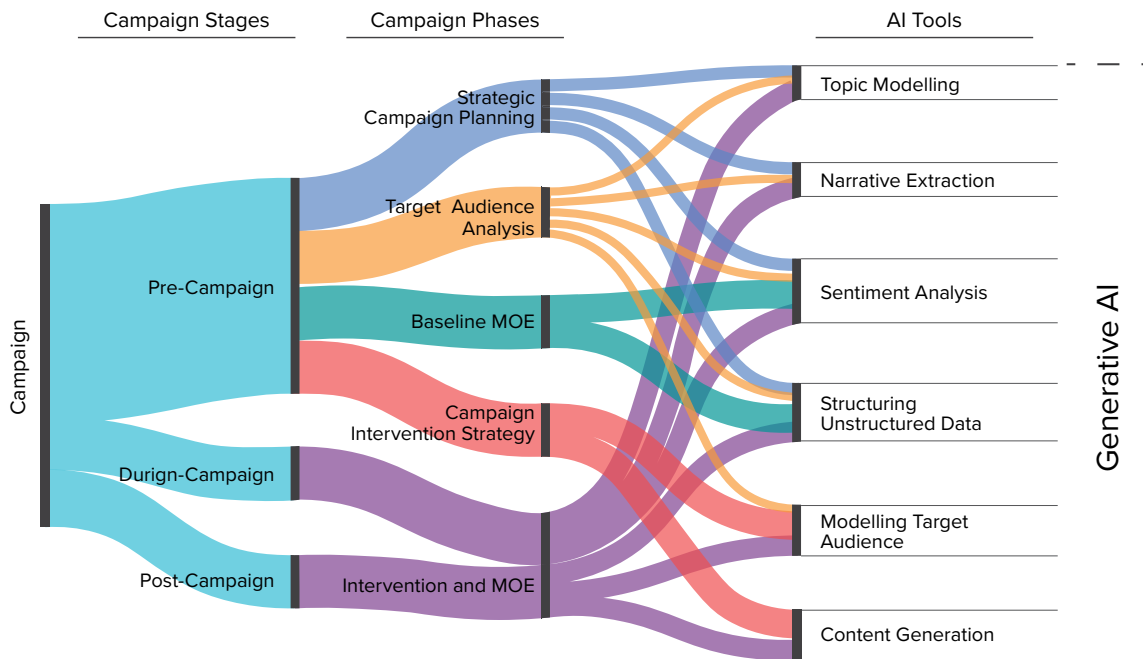 Campaign Stages
Campaign Phases
AI Tools
Campaign
Pre-Campaign
Durign-Campaign
Post-Campaign
Strategic
Campaign Planning
Target Audience
Analysis
Baseline MOE
Campaign
Intervention Strategy
Intervention and MOE
Topic Modelling
Narrative Extraction
Sentiment Analysis
Structuring
Unstructured Data
Modelling Target
Audience
Content Generation
Generative AI